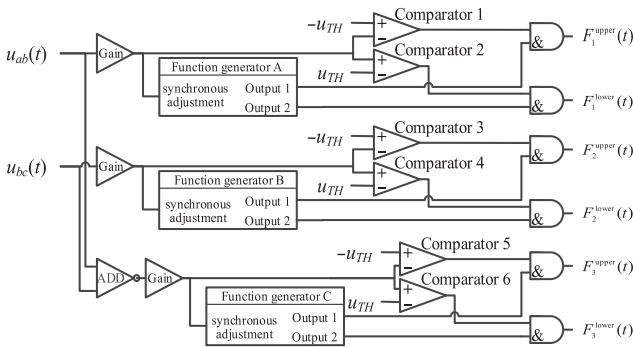 −u_TH
Comparator 1
&
F_1^upper(t)
u_ab(t)
Gain
Comparator 2
Function generator A
u_TH
synchronous adjustment
Output 1
Output 2
&
F_1^lower(t)
−u_TH
Comparator 3
&
F_2^upper(t)
u_bc(t)
Gain
Comparator 4
Function generator B
u_TH
synchronous adjustment
Output 1
Output 2
&
F_2^lower(t)
−u_TH
Comparator 5
&
F_3^upper(t)
ADD
Gain
Comparator 6
Function generator C
u_TH
synchronous adjustment
Output 1
Output 2
&
F_3^lower(t)